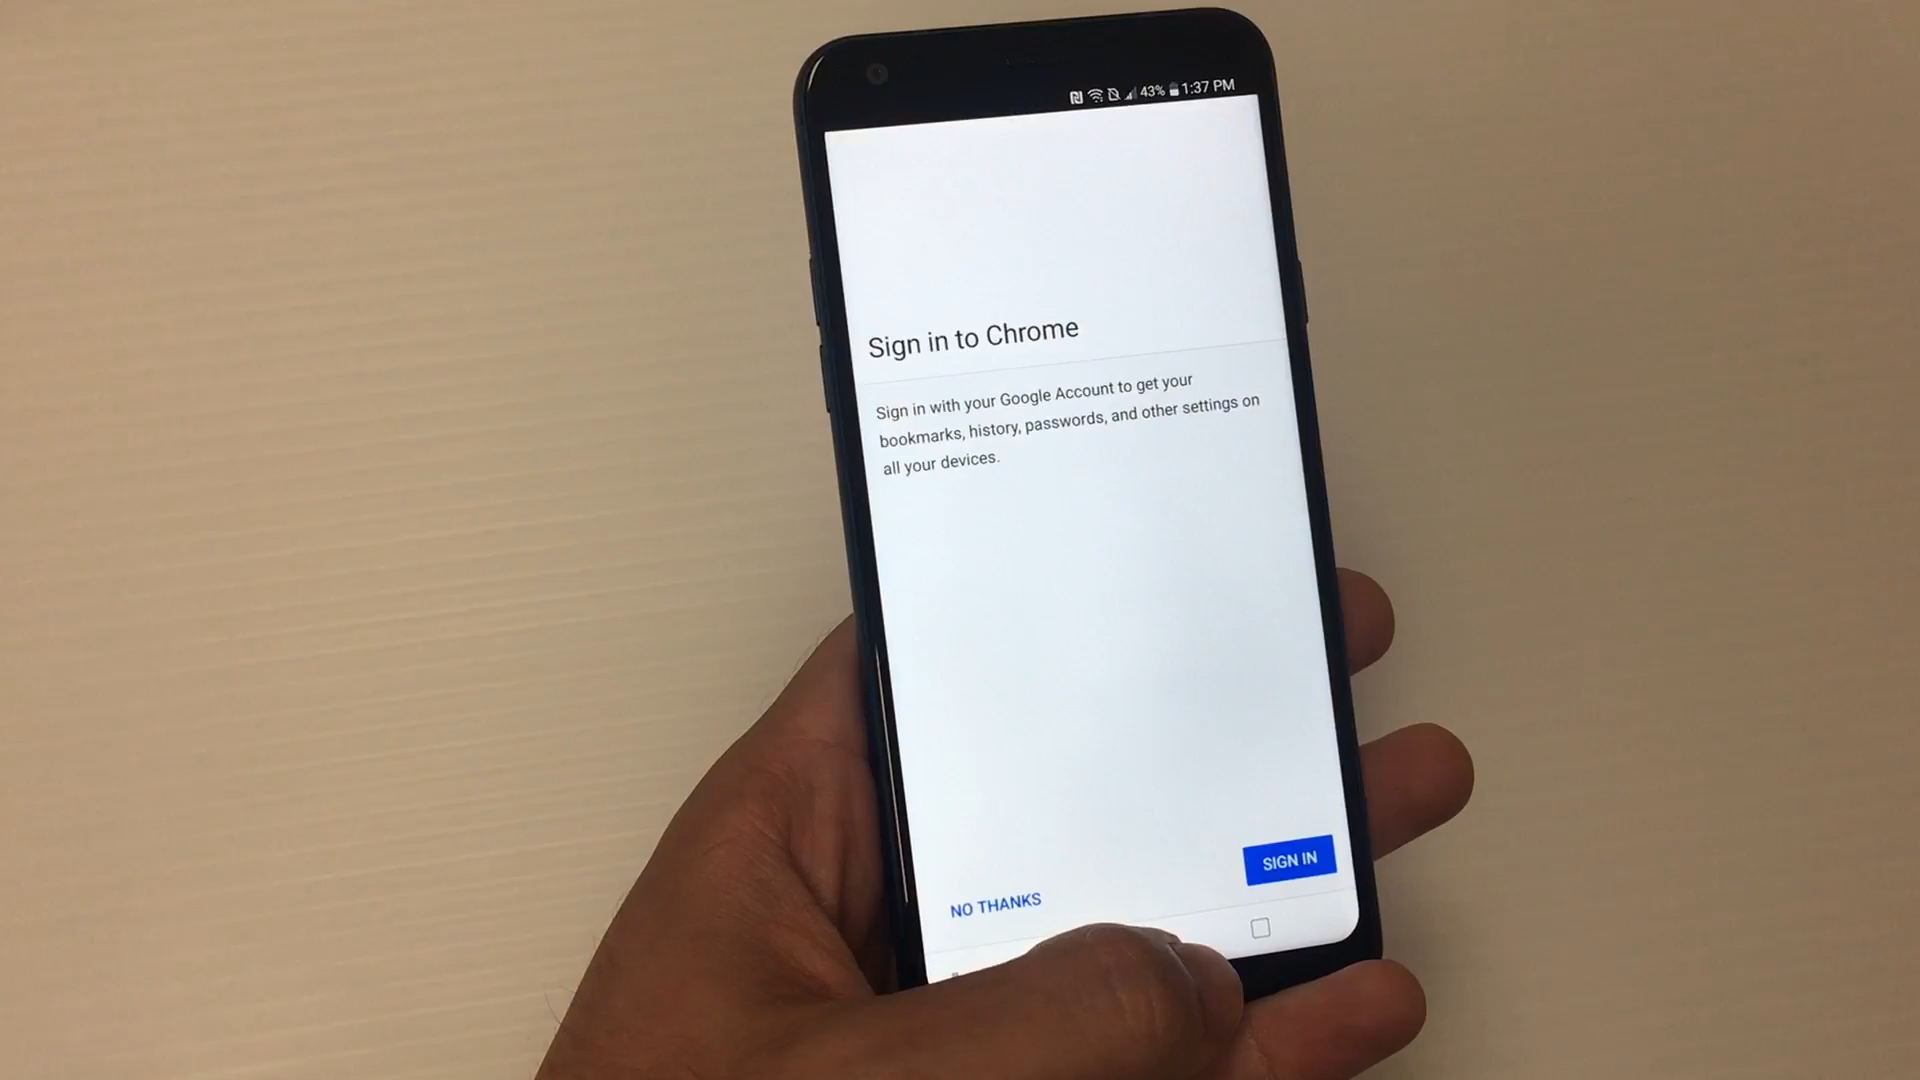 43% 1:37 PM
Sign in to Chrome
Sign in with your Google Account to get your
bookmarks, history, passwords, and other settings on
all your devices.
SIGN IN
NO THANKS